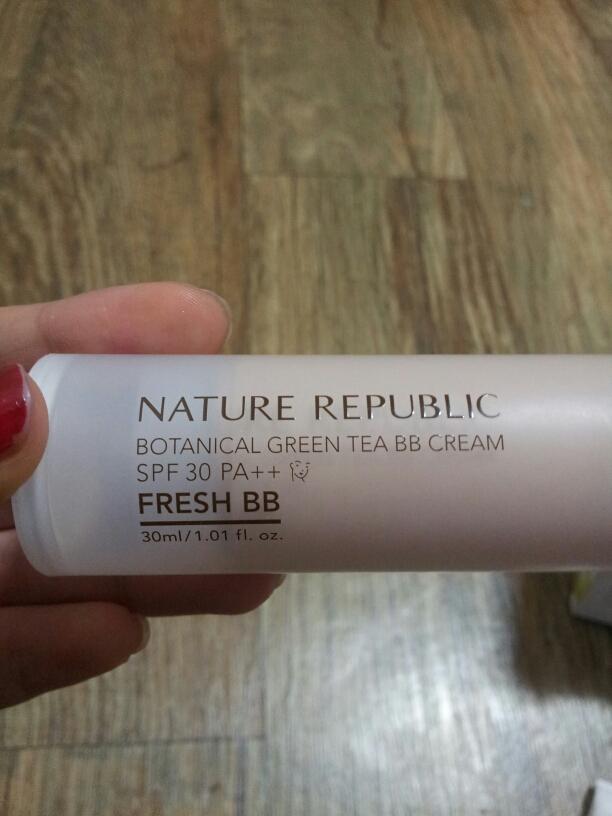 NATURE REPUBLIC
BOTANICAL GREEN TEA BB CREAM
SPF 30 PA++
FRESH BB
30ml/1.01 fl. oz.